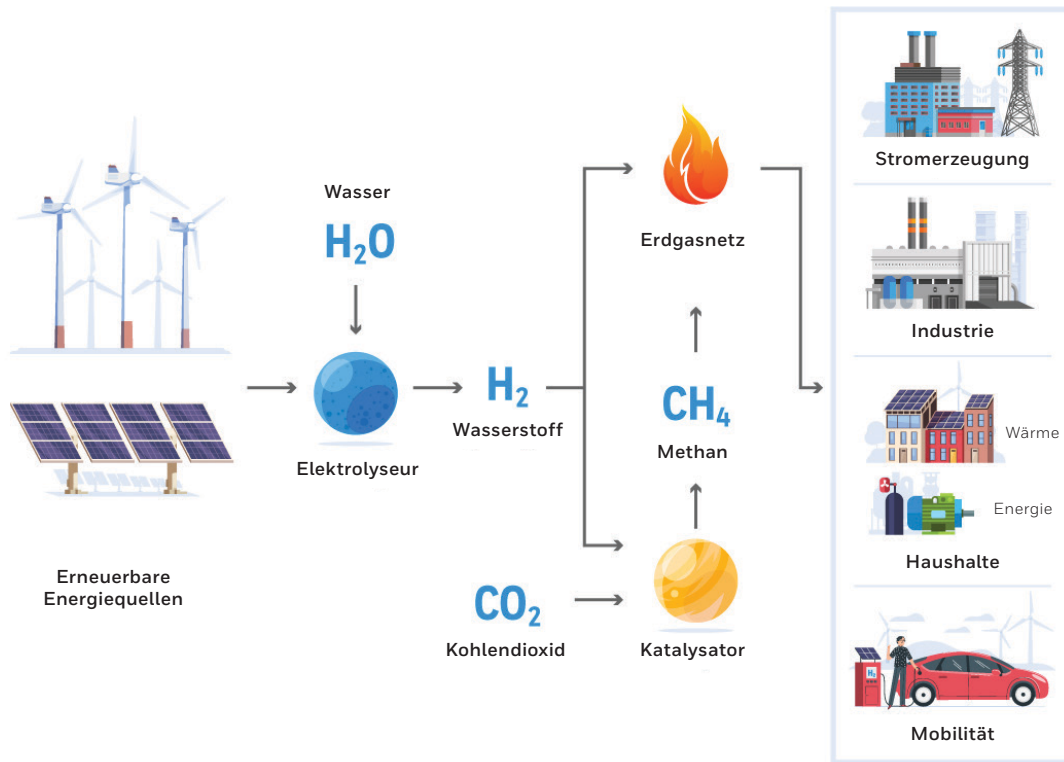 Wasser
H₂O
Elektrolyseur
Erneuerbare
Energiequellen
H₂
Wasserstoff
CO₂
Kohlendioxid
Erdgasnetz
CH₄
Methan
Katalysator
Stromerzeugung
Industrie
Wärme
Energie
Haushalte
H₂
Mobilität